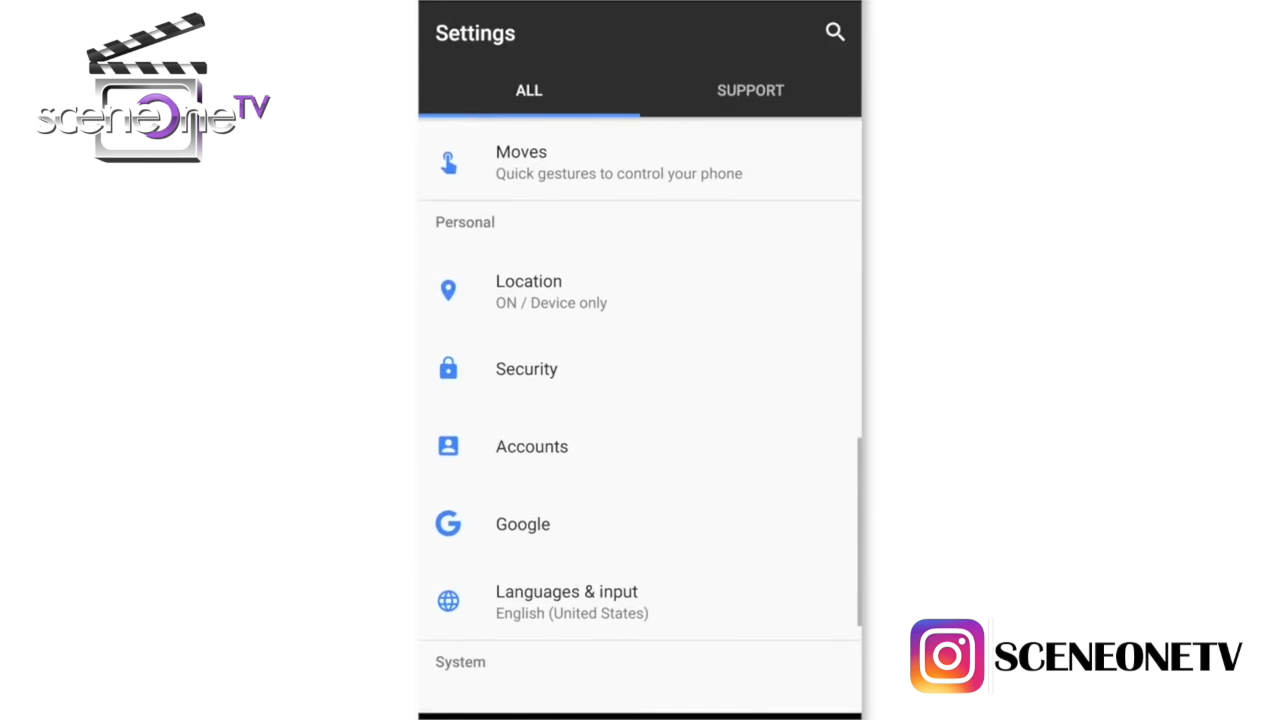 sceneOneTV
Settings
ALL
SUPPORT
Moves
Quick gestures to control your phone
Personal
Location
ON / Device only
Security
Accounts
Google
Languages & input
English (United States)
System
SCENEONETV